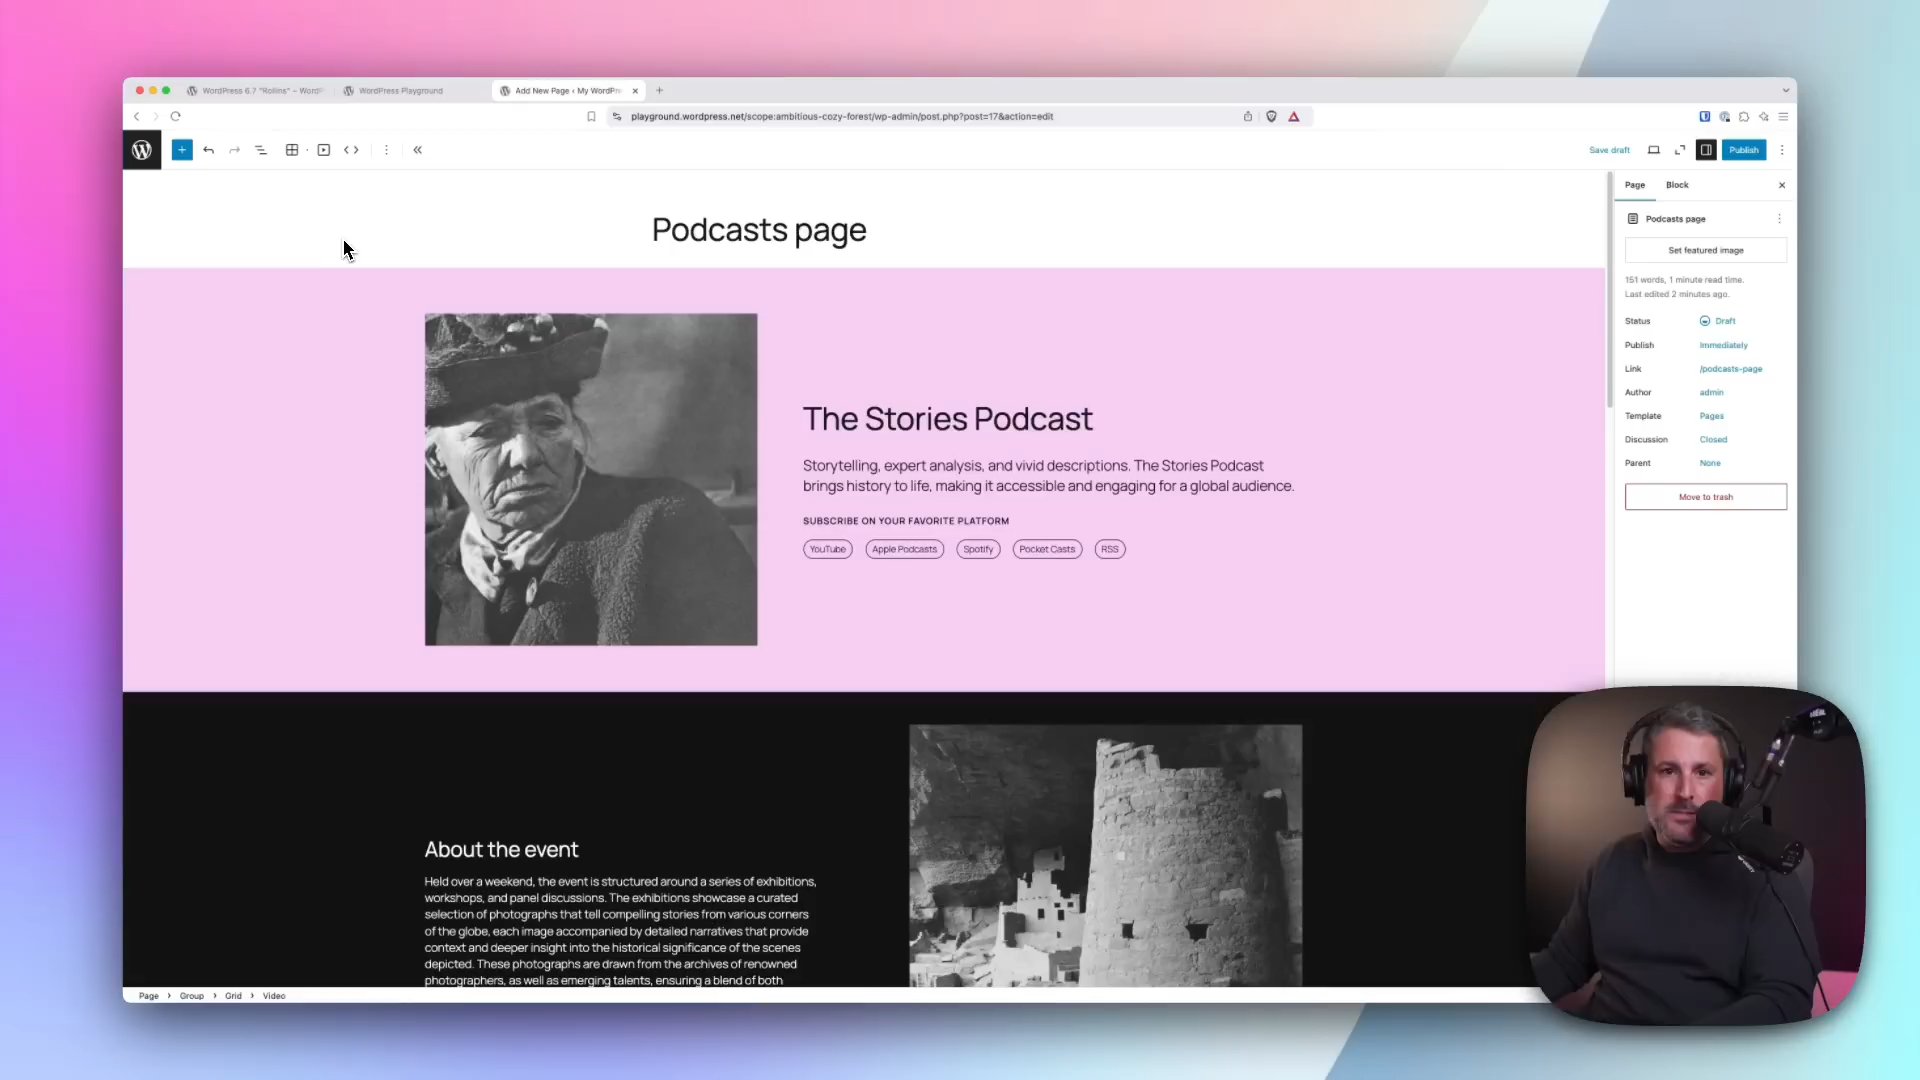 WordPress 6.7 "Rollins" – WordP
WordPress Playground
Add New Page ‹ My WordPr
playground.wordpress.net/scope:ambitious-cozy-forest/wp-admin/post.php?post=17&action=edit
Save draft
Publish
Page
Block
Podcasts page
Podcasts page
Set featured image
151 words, 1 minute read time.
Last edited 2 minutes ago.
Status
Draft
Publish
Immediately
Link
/podcasts-page
Author
admin
Template
Pages
Discussion
Closed
Parent
None
Move to trash
The Stories Podcast
Storytelling, expert analysis, and vivid descriptions. The Stories Podcast
brings history to life, making it accessible and engaging for a global audience.
SUBSCRIBE ON YOUR FAVORITE PLATFORM
YouTube
Apple Podcasts
Spotify
Pocket Casts
RSS
About the event
Held over a weekend, the event is structured around a series of exhibitions,
workshops, and panel discussions. The exhibitions showcase a curated
selection of photographs that tell compelling stories from various corners
of the globe, each image accompanied by detailed narratives that provide
context and deeper insight into the historical significance of the scenes
depicted. These photographs are drawn from the archives of renowned
photographers, as well as emerging talents, ensuring a blend of both
Page › Group › Grid › Video